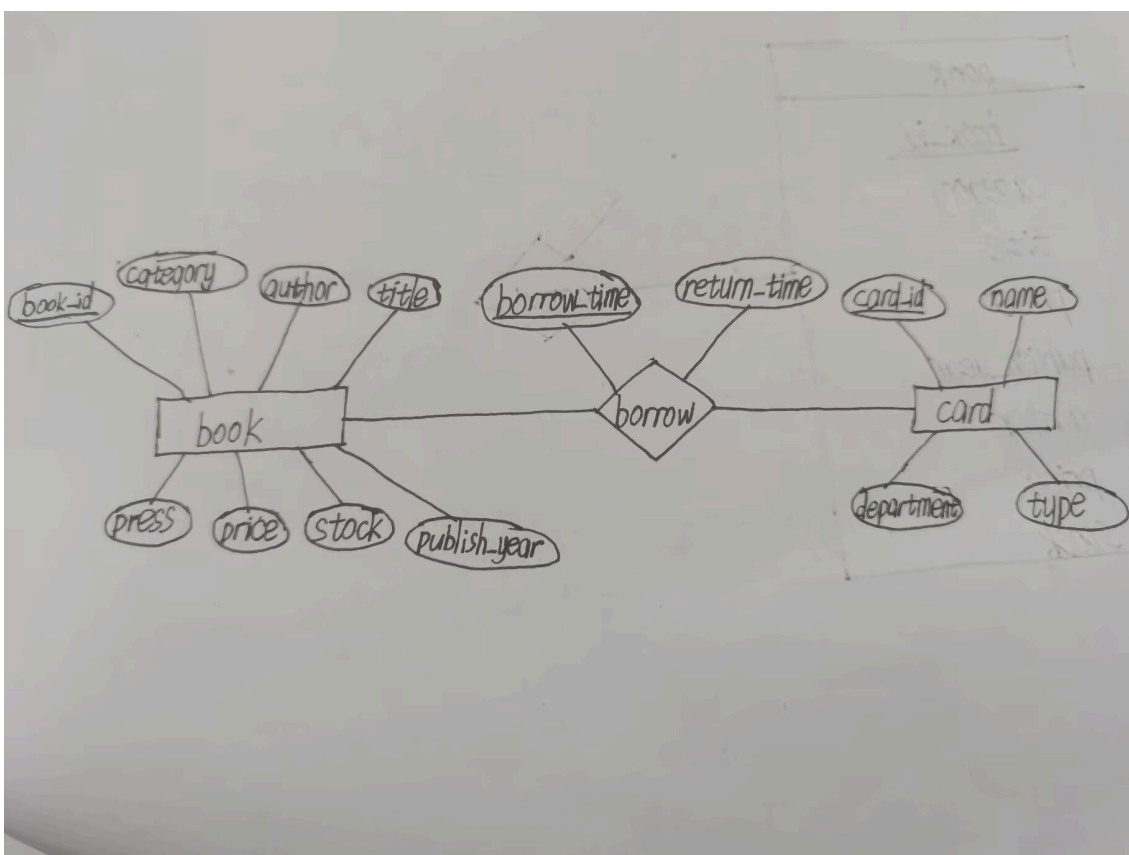 book_id category author title borrow_time return_time card_id name
book borrow card
press price stock publish_year department type